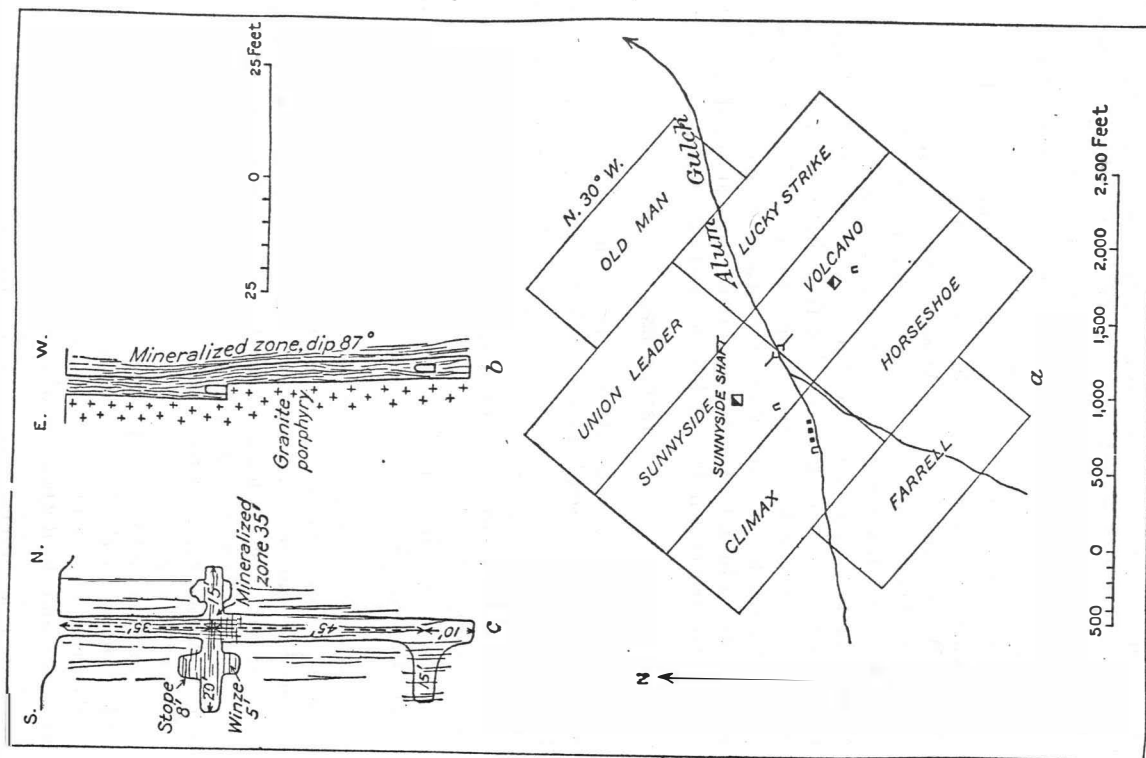 S.
N.
35'
Stope
8'
20
15'
Mineralized
zone 35'
Winze
5'
45'
15'
10'
c
E.
W.
Mineralized zone, dip 87°
Granite
porphyry
b
25
0
25 Feet
N. 30° W.
OLD MAN
Alum Gulch
LUCKY STRIKE
UNION LEADER
VOLCANO
SUNNYSIDE
SUNNYSIDE SHAFT
HORSESHOE
CLIMAX
FARRELL
N
a
500
0
500
1,000
1,500
2,000
2,500 Feet